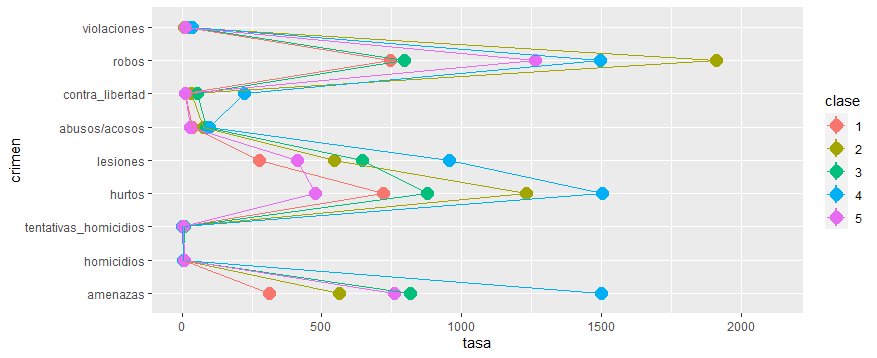 violaciones
robos
contra_libertad
abusos/acosos
lesiones
hurtos
tentativas_homicidios
homicidios
amenazas
crimen
0
500
1000
1500
2000
tasa
clase
1
2
3
4
5